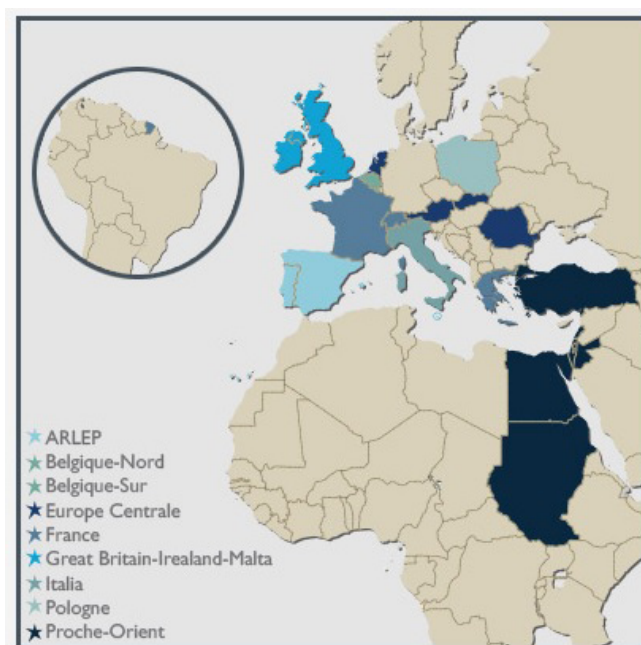 ARLEP
Belgique-Nord
Belgique-Sur
Europe Centrale
France
Great Britain-Irealand-Malta
Italia
Pologne
Proche-Orient